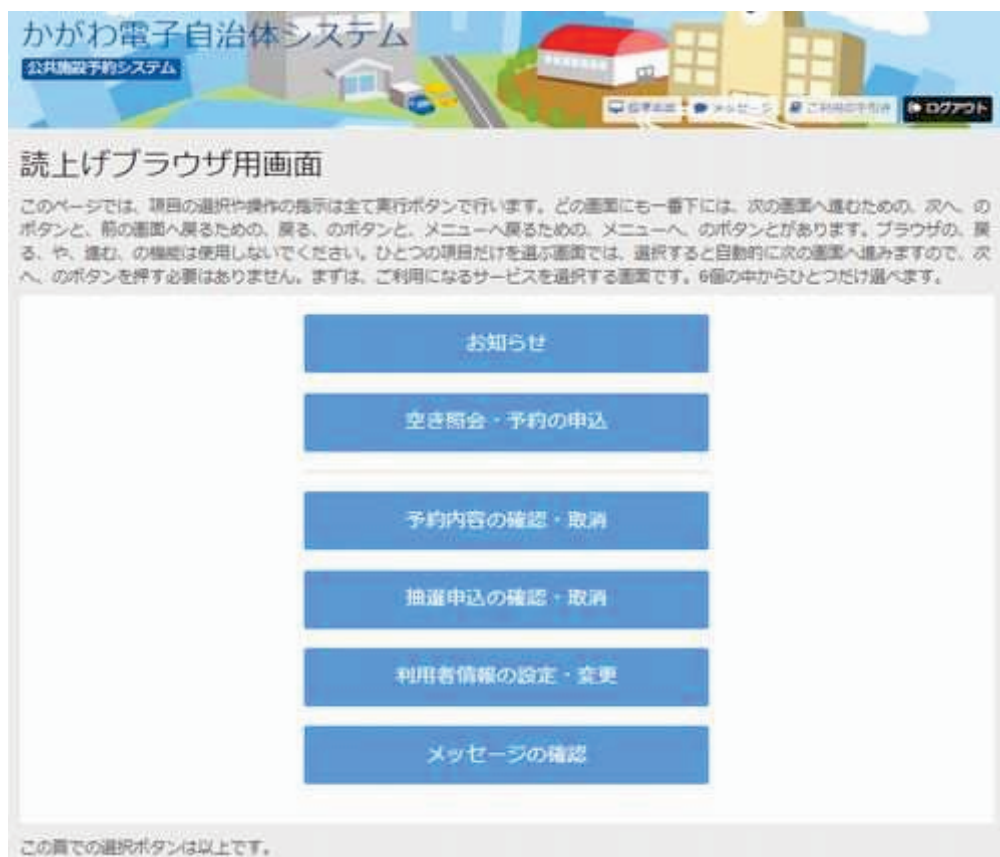 かがわ電子自治体システム
公共施設予約システム
標準画面 メッセージ ご利用の手引き ログアウト
読上げブラウザ用画面
このページでは、項目の選択や操作の指示は全て実行ボタンで行います。どの画面にも一番下には、次の画面へ進むための、次へ、の
ボタンと、前の画面へ戻るための、戻る、のボタンと、メニューへ戻るための、メニューへ、のボタンとがあります。ブラウザの、戻
る、や、進む、の機能は使用しないでください。ひとつの項目だけを選ぶ画面では、選択すると自動的に次の画面へ進みますので、次
へ、のボタンを押す必要はありません。まずは、ご利用になるサービスを選択する画面です。6個の中からひとつだけ選べます。
お知らせ
空き照会・予約の申込
予約内容の確認・取消
抽選申込の確認・取消
利用者情報の設定・変更
メッセージの確認
この頁での選択ボタンは以上です。